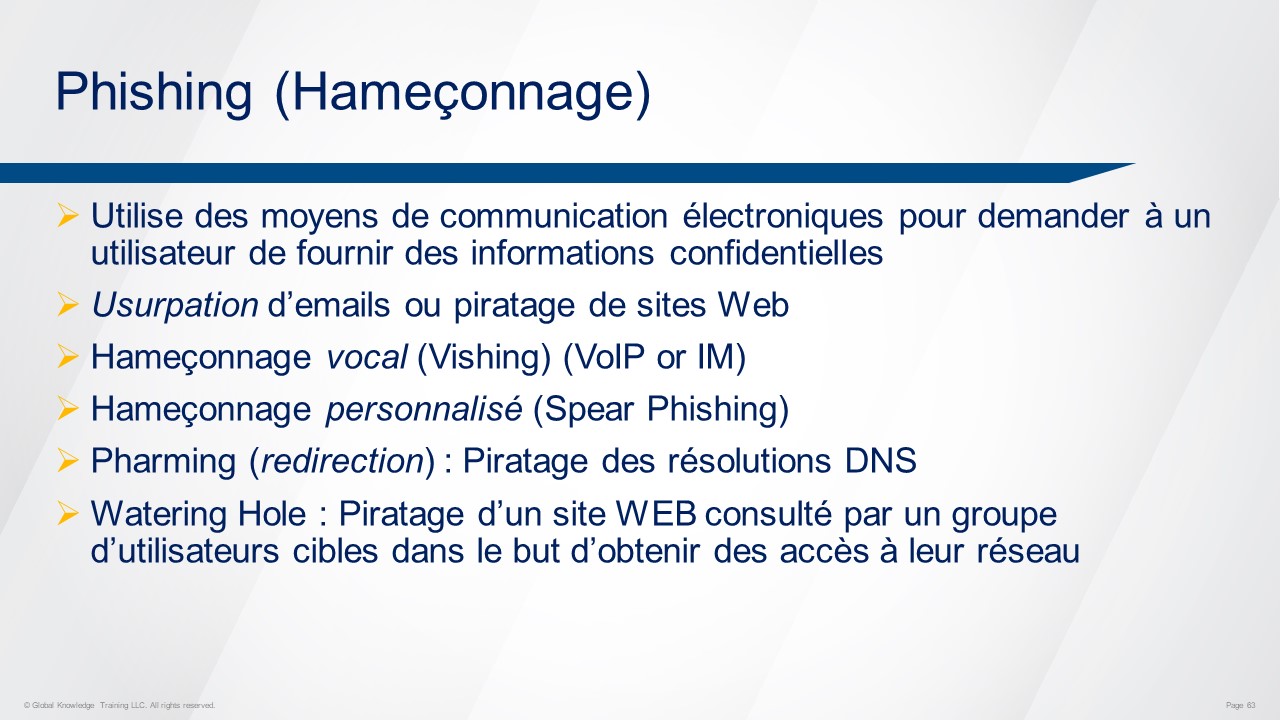 Phishing (Hameçonnage)
Utilise des moyens de communication électroniques pour demander à un
utilisateur de fournir des informations confidentielles
Usurpation d’emails ou piratage de sites Web
Hameçonnage vocal (Vishing) (VoIP or IM)
Hameçonnage personnalisé (Spear Phishing)
Pharming (redirection) : Piratage des résolutions DNS
Watering Hole : Piratage d’un site WEB consulté par un groupe
d’utilisateurs cibles dans le but d’obtenir des accès à leur réseau
© Global Knowledge Training LLC. All rights reserved.
Page 63